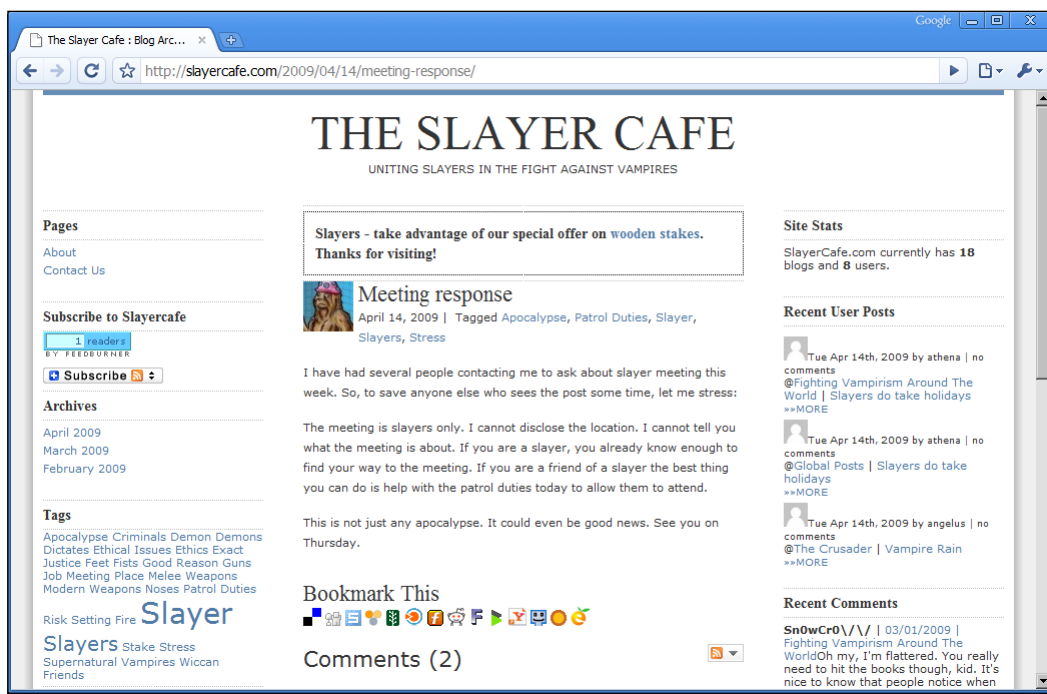 Google
The Slayer Cafe : Blog Arc...
http://slayercafe.com/2009/04/14/meeting-response/
THE SLAYER CAFE
UNITING SLAYERS IN THE FIGHT AGAINST VAMPIRES
Pages
About
Contact Us
Subscribe to Slayercafe
1 readers
BY FEEDBURNER
Subscribe
Archives
April 2009
March 2009
February 2009
Tags
Apocalypse Criminals Demon Demons
Dictates Ethical Issues Ethics Exact
Justice Feet Fists Good Reason Guns
Job Meeting Place Melee Weapons
Modern Weapons Noses Patrol Duties
Risk Setting Fire Slayer
Slayers Stake Stress
Supernatural Vampires Wiccan
Friends
Slayers - take advantage of our special offer on wooden stakes.
Thanks for visiting!
Meeting response
April 14, 2009 | Tagged Apocalypse, Patrol Duties, Slayer,
Slayers, Stress
I have had several people contacting me to ask about slayer meeting this
week. So, to save anyone else who sees the post some time, let me stress:
The meeting is slayers only. I cannot disclose the location. I cannot tell you
what the meeting is about. If you are a slayer, you already know enough to
find your way to the meeting. If you are a friend of a slayer the best thing
you can do is help with the patrol duties today to allow them to attend.
This is not just any apocalypse. It could even be good news. See you on
Thursday.
Bookmark This
Comments (2)
Site Stats
SlayerCafe.com currently has 18
blogs and 8 users.
Recent User Posts
Tue Apr 14th, 2009 by athena | no
comments
@Fighting Vampirism Around The
World | Slayers do take holidays
»»MORE
Tue Apr 14th, 2009 by athena | no
comments
@Global Posts | Slayers do take
holidays
»»MORE
Tue Apr 14th, 2009 by angelus | no
comments
@The Crusader | Vampire Rain
»»MORE
Recent Comments
Sn0wCr0\/\/ | 03/01/2009 |
Fighting Vampirism Around The
WorldOh my, I'm flattered. You really
need to hit the books though, kid. It's
nice to know that people notice when